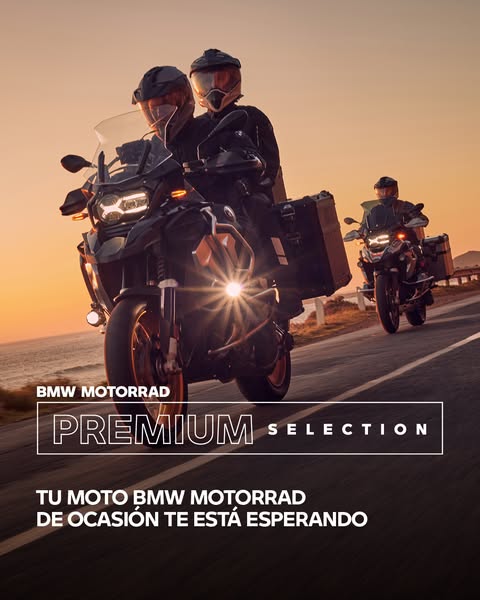 BMW MOTORRAD
PREMIUM SELECTION
TU MOTO BMW MOTORRAD
DE OCASIÓN TE ESTÁ ESPERANDO